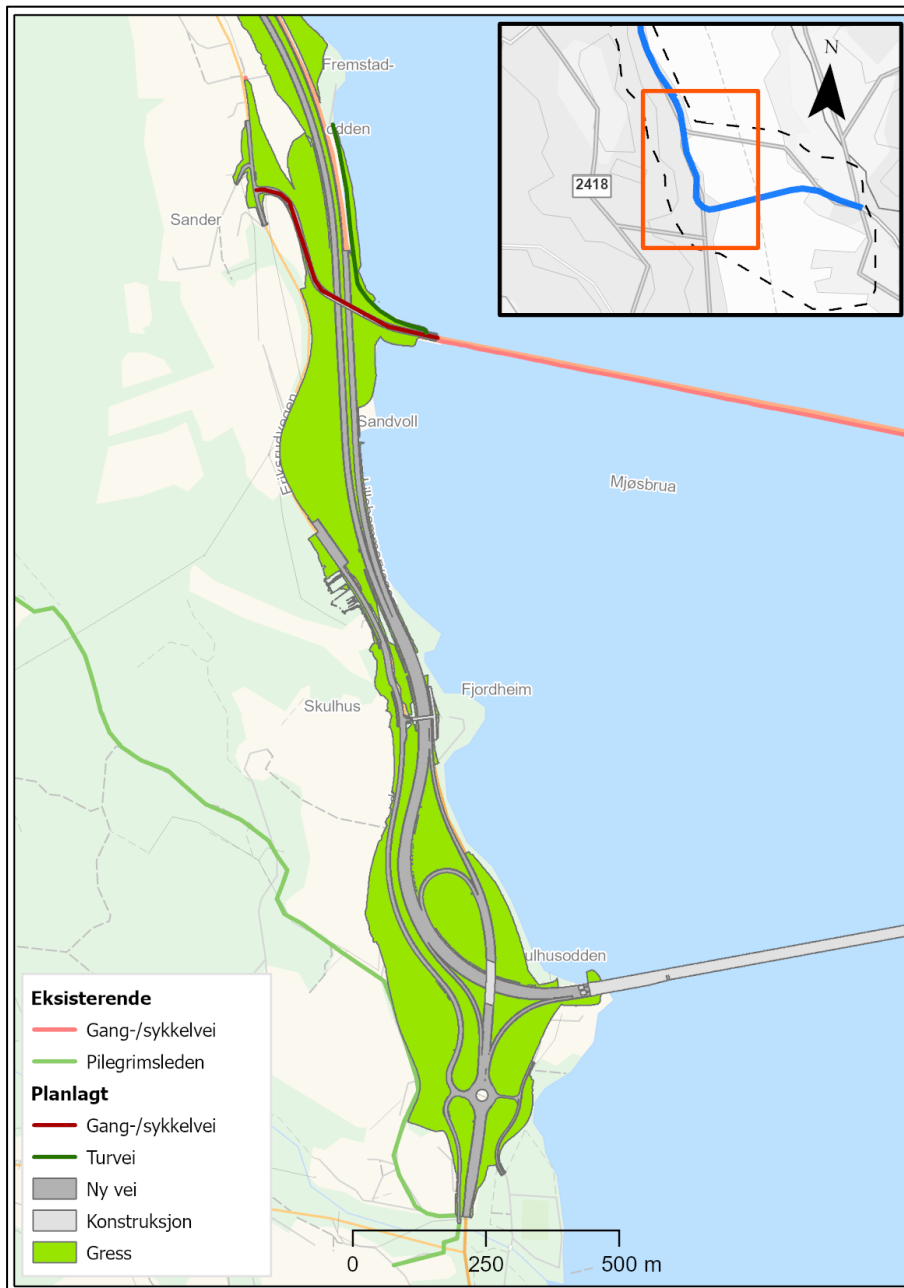 Fremstad-
odden
N
2418
Sander
Sandvoll
Eriksrudvegen
Mjøsbrua
Fjordheim
Skulhus
ulhusodden
Eksisterende
Gang-/sykkelvei
Pilegrimsleden
Planlagt
Gang-/sykkelvei
Turvei
Ny vei
Konstruksjon
Gress
0 250 500 m